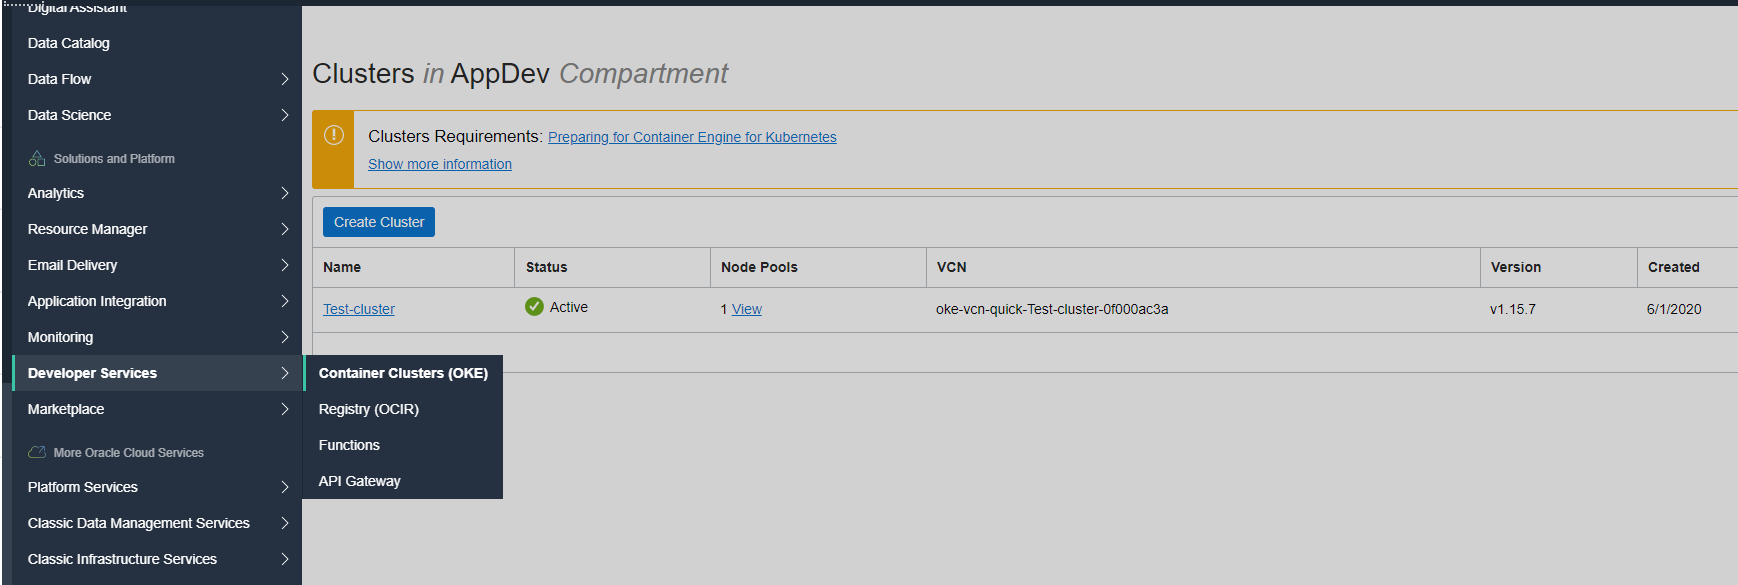 Digital Assistant
Data Catalog
Data Flow
Data Science
Solutions and Platform
Analytics
Resource Manager
Email Delivery
Application Integration
Monitoring
Developer Services
Marketplace
More Oracle Cloud Services
Platform Services
Classic Data Management Services
Classic Infrastructure Services
Container Clusters (OKE)
Registry (OCIR)
Functions
API Gateway
Clusters in AppDev Compartment
Clusters Requirements: Preparing for Container Engine for Kubernetes
Show more information
Create Cluster
Name Status Node Pools VCN Version Created
Test-cluster Active 1 View oke-vcn-quick-Test-cluster-0f000ac3a v1.15.7 6/1/2020